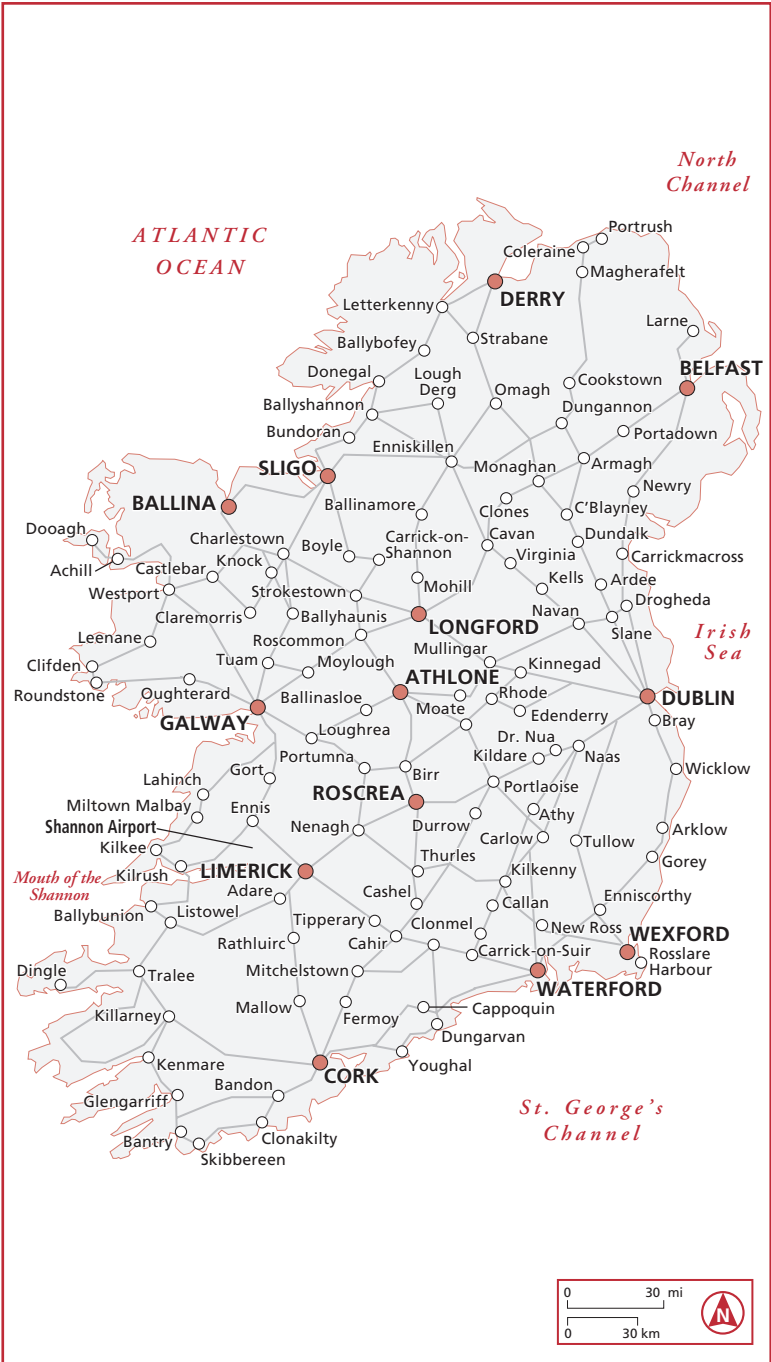 North
Channel
ATLANTIC
OCEAN
Portrush
Coleraine
Magherafelt
DERRY
Letterkenny
Larne
Strabane
Ballybofey
BELFAST
Donegal
Lough
Derg
Cookstown
Omagh
Ballyshannon
Dungannon
Bundoran
Portadown
Enniskillen
SLIGO
Monaghan
Armagh
Newry
BALLINA
Ballinamore
Clones
C'Blayney
Dooagh
Charlestown
Boyle
Carrick-on-
Shannon
Cavan
Dundalk
Virginia
Carrickmacross
Achill
Castlebar
Knock
Westport
Strokestown
Mohill
Kells
Ardee
Drogheda
Claremorris
Ballyhaunis
LONGFORD
Navan
Slane
Irish
Sea
Leenane
Roscommon
Mullingar
Clifden
Tuam
Moylough
Kinnegad
ATHLONE
Roundstone
Oughterard
Ballinasloe
Moate
Rhode
DUBLIN
GALWAY
Edenderry
Bray
Loughrea
Dr. Nua
Portumna
Kildare
Naas
Gort
Birr
Wicklow
Lahinch
ROSCREA
Portlaoise
Miltown Malbay
Ennis
Athy
Shannon Airport
Nenagh
Durrow
Carlow
Tullow
Arklow
Kilkee
Thurles
Gorey
Mouth of the
Shannon
Kilrush
LIMERICK
Kilkenny
Adare
Cashel
Callan
Enniscorthy
Ballybunion
Listowel
Tipperary
Clonmel
New Ross
WEXFORD
Rathluirc
Cahir
Carrick-on-Suir
Rosslare
Harbour
Dingle
Tralee
Mitchelstown
WATERFORD
Killarney
Mallow
Fermoy
Cappoquin
Dungarvan
Kenmare
Youghal
CORK
Bandon
Glengarriff
St. George's
Channel
Bantry
Clonakilty
Skibbereen
0 30 mi
0 30 km
N